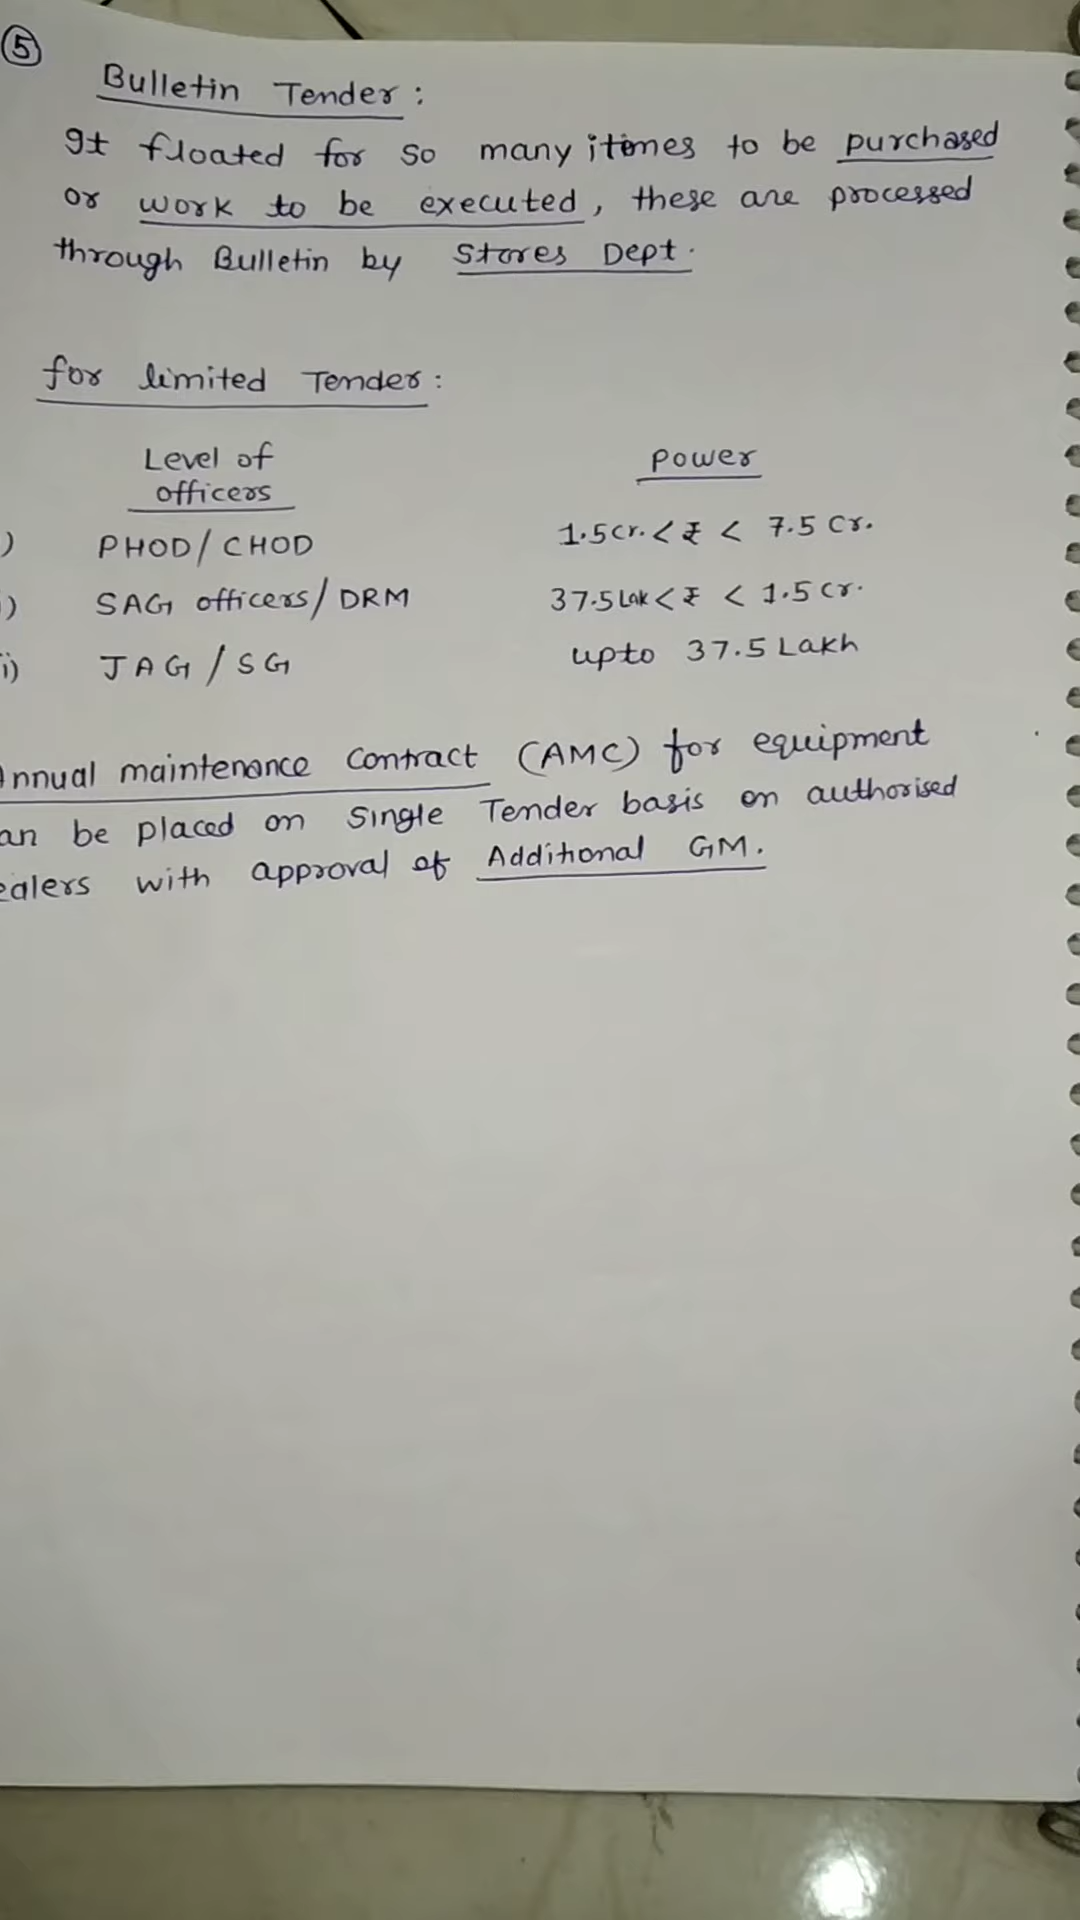 5
Bulletin Tender :
It floated for so many itemes to be purchased
or work to be executed, these are processed
through Bulletin by Stores Dept.
for limited Tender :
Level of
officers
Power
) PHOD/CHOD 1.5Cr. < ₹ < 7.5 Cr.
i) SAG officers/DRM 37.5 Lak < ₹ < 1.5 Cr.
i) JAG/SG upto 37.5 Lakh
Annual maintenance Contract (AMC) for equipment
an be placed on Single Tender basis on authorised
ealers with approval of Additional GM.